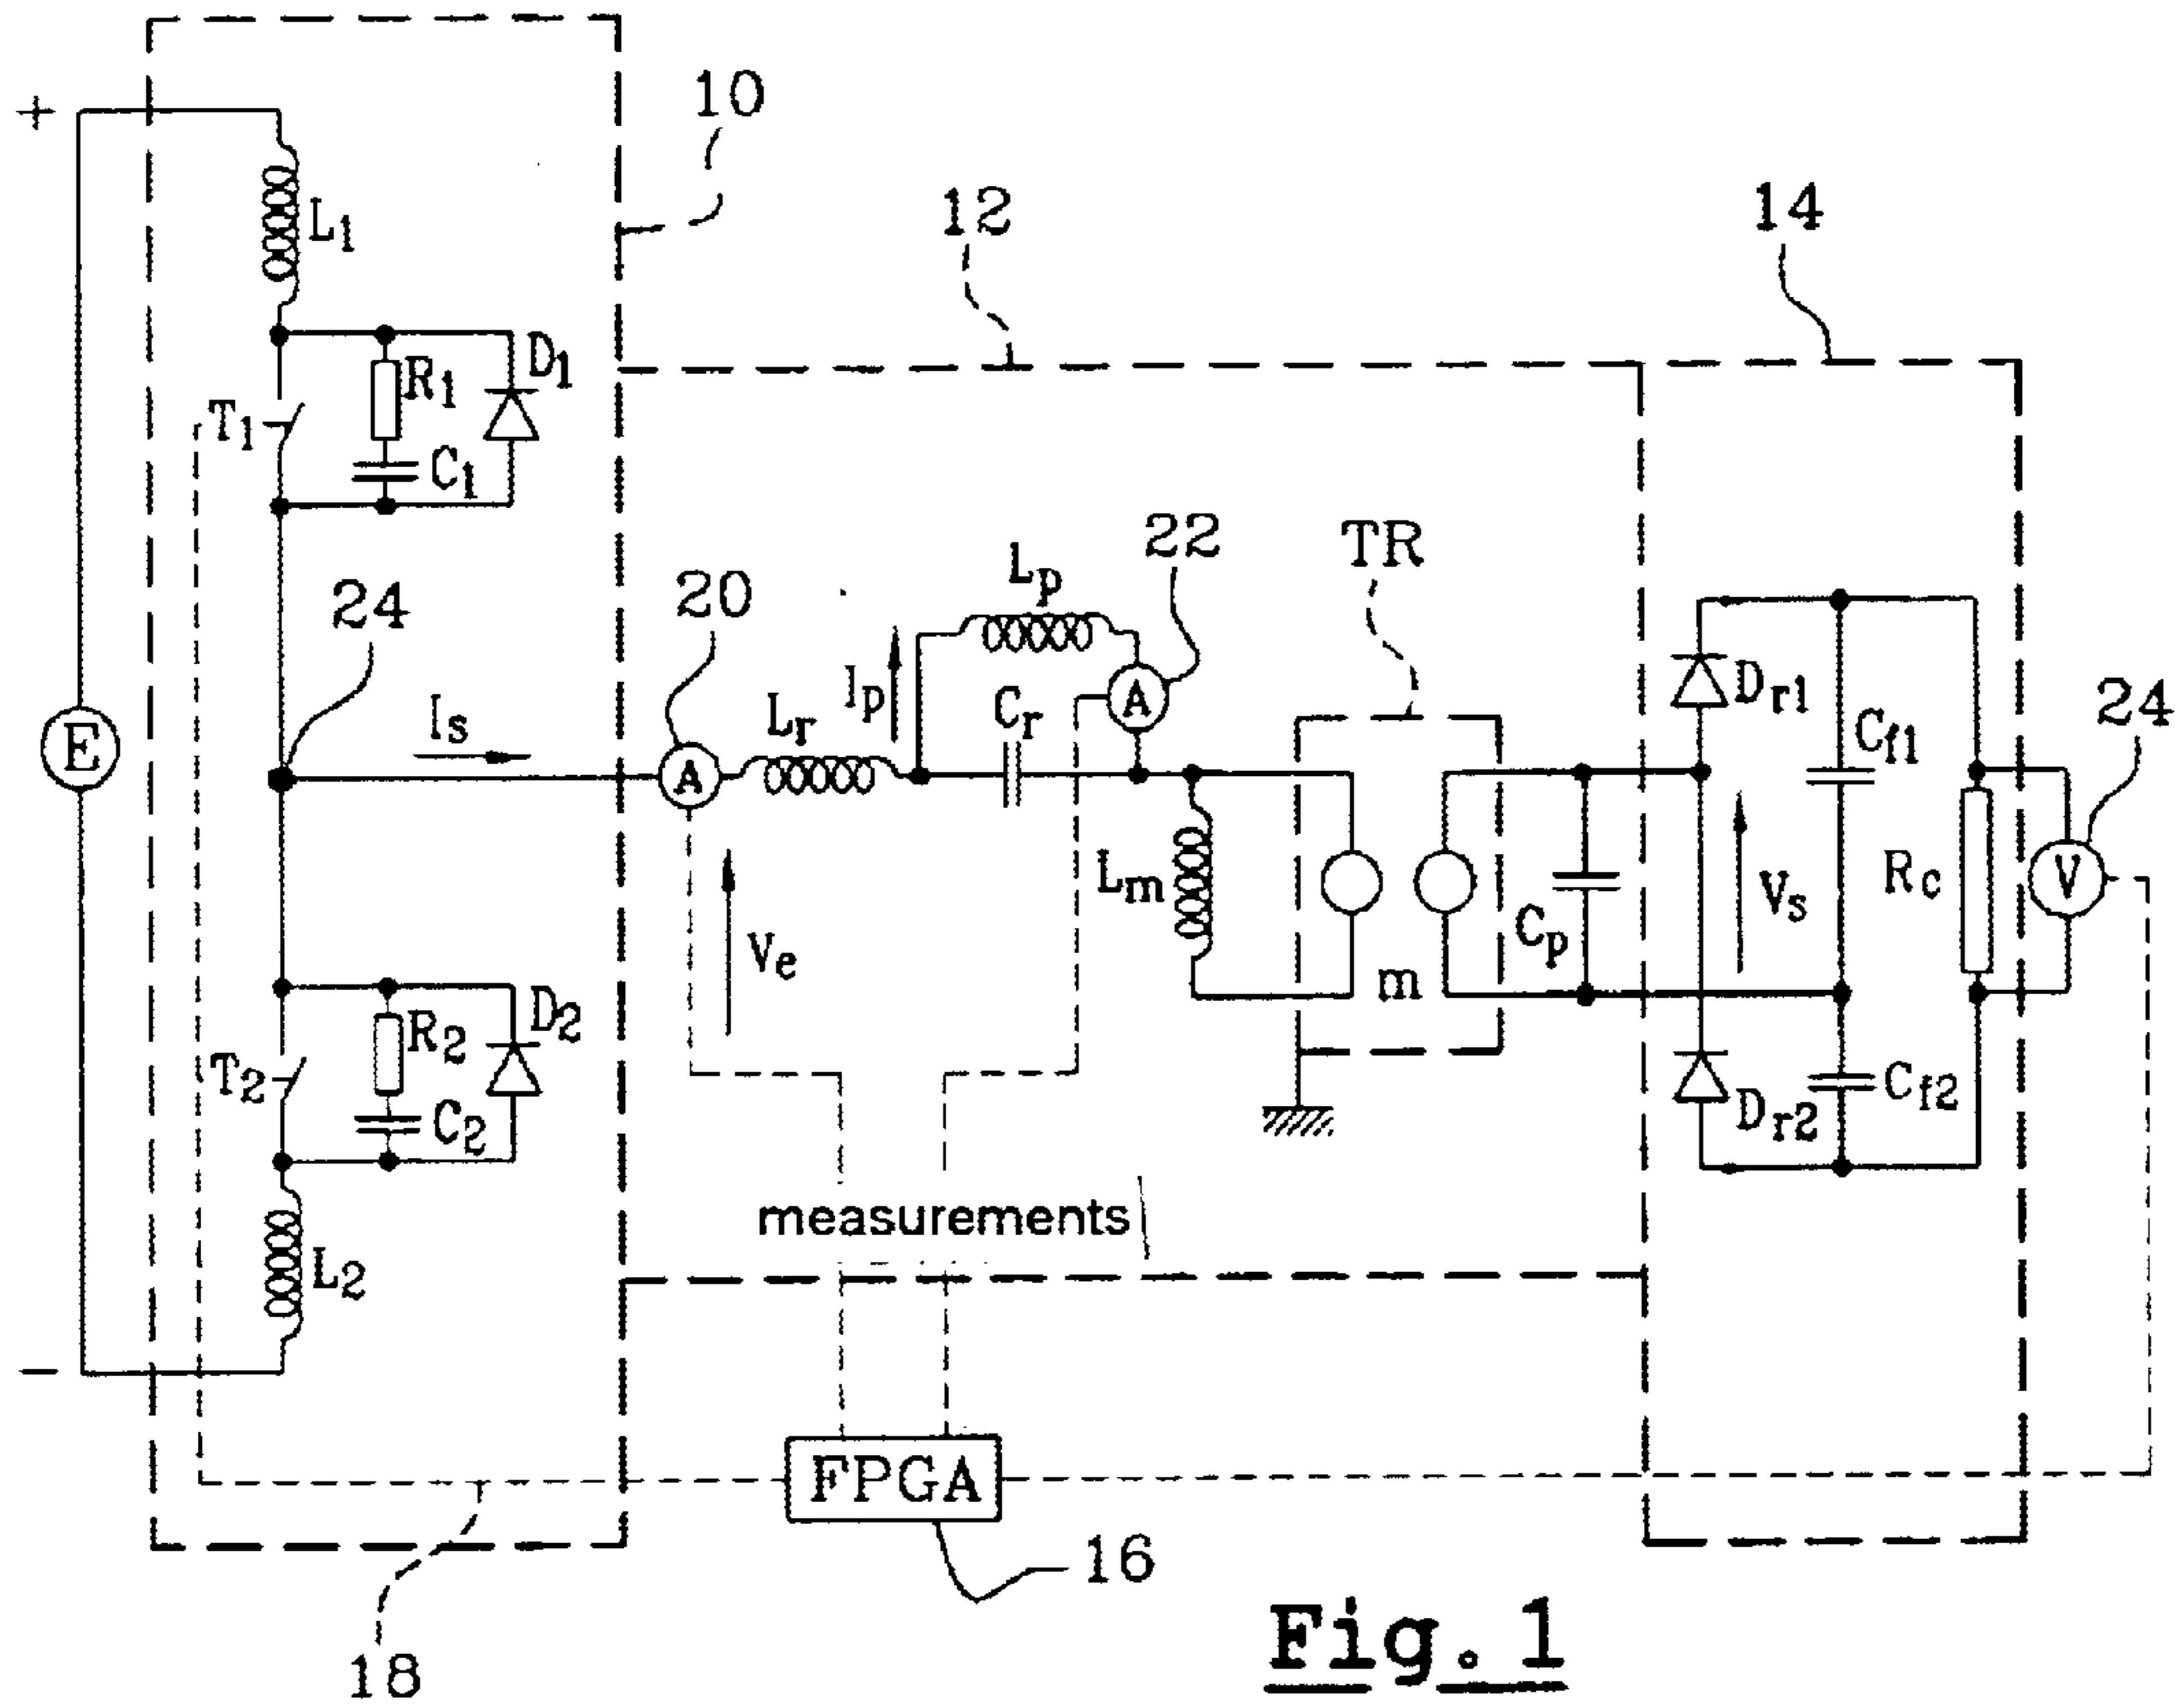 10
+
L1
12
14
D1
R1
T1
C1
22
TR
Lp
24
20
Is
Ip
Lr
Cr
A
Dr1
24
Cf1
E
A
Lm
Rc
V
Vs
Ve
Cp
m
D2
R2
T2
C2
Cf2
Dr2
measurements
L2
−
FPGA
16
18
Fig. 1